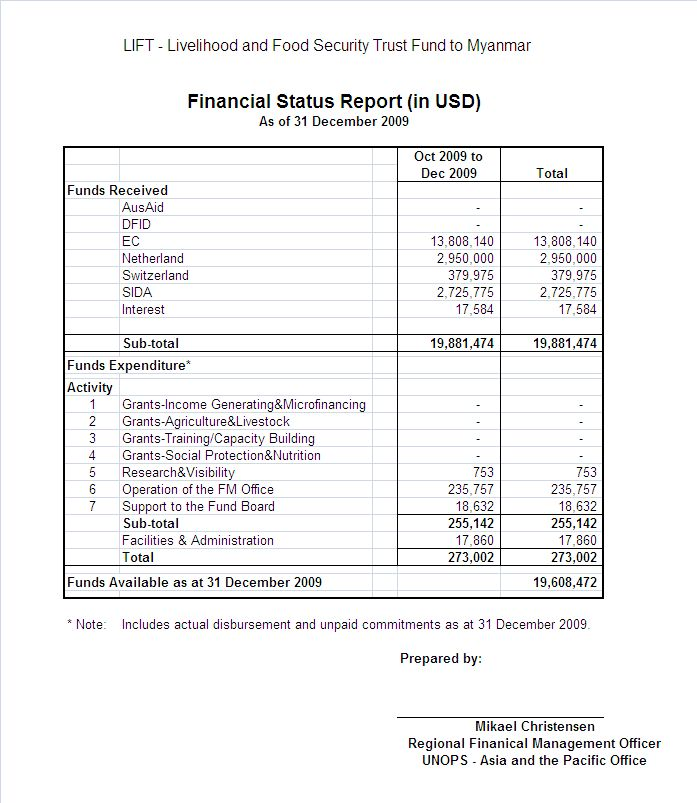 LIFT - Livelihood and Food Security Trust Fund to Myanmar
Financial Status Report (in USD)
As of 31 December 2009
Oct 2009 to
Dec 2009 Total
Funds Received
AusAid - -
DFID - -
EC 13,808,140 13,808,140
Netherland 2,950,000 2,950,000
Switzerland 379,975 379,975
SIDA 2,725,775 2,725,775
Interest 17,584 17,584
Sub-total 19,881,474 19,881,474
Funds Expenditure*
Activity
1 Grants-Income Generating&Microfinancing - -
2 Grants-Agriculture&Livestock - -
3 Grants-Training/Capacity Building - -
4 Grants-Social Protection&Nutrition - -
5 Research&Visibility 753 753
6 Operation of the FM Office 235,757 235,757
7 Support to the Fund Board 18,632 18,632
Sub-total 255,142 255,142
Facilities & Administration 17,860 17,860
Total 273,002 273,002
Funds Available as at 31 December 2009 19,608,472
* Note: Includes actual disbursement and unpaid commitments as at 31 December 2009.
Prepared by:
Mikael Christensen
Regional Finanical Management Officer
UNOPS - Asia and the Pacific Office